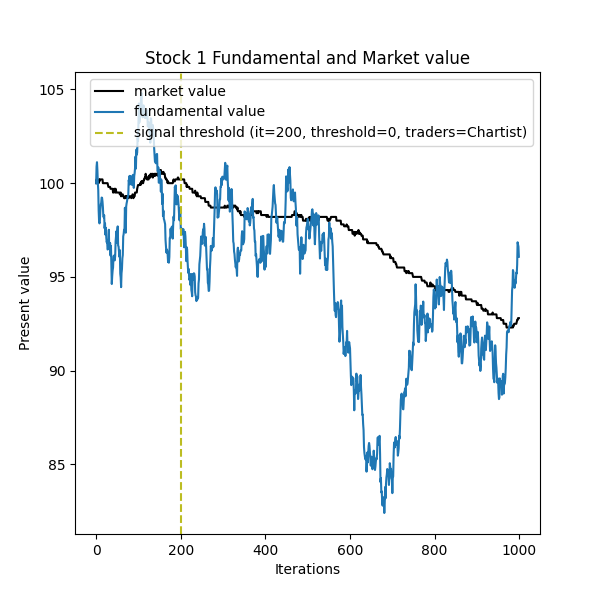 Stock 1 Fundamental and Market value
market value
fundamental value
signal threshold (it=200, threshold=0, traders=Chartist)
Present value
105
100
95
90
85
0
200
400
600
800
1000
Iterations